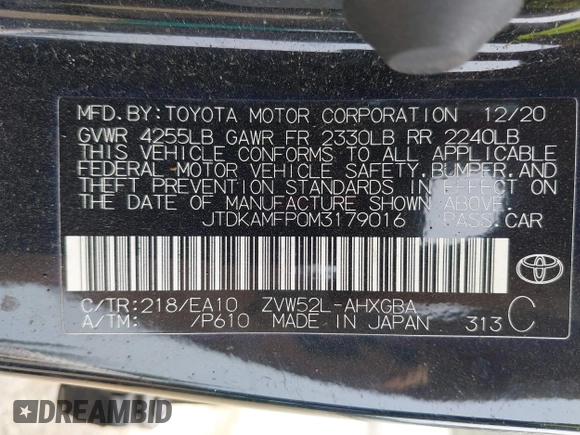 MFD.BY:TOYOTA MOTOR CORPORATION 12/20
GVWR 4255LB GAWR FR 2330LB RR 2240LB
THIS VEHICLE CONFORMS TO ALL APPLICABLE
FEDERAL MOTOR VEHICLE SAFETY,BUMPER,AND
THEFT PREVENTION STANDARDS IN EFFECT ON
THE DATE OF MANUFACTURE SHOWN ABOVE.
JTDKAMFP0M3179016 PASS.CAR
C/TR:218/EA10 ZVW52L-AHXGBA
A/TM: /P610 MADE IN JAPAN 313 C
DREAMBID